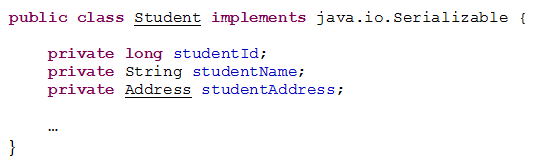 public class Student implements java.io.Serializable {
private long studentId;
private String studentName;
private Address studentAddress;
…
}